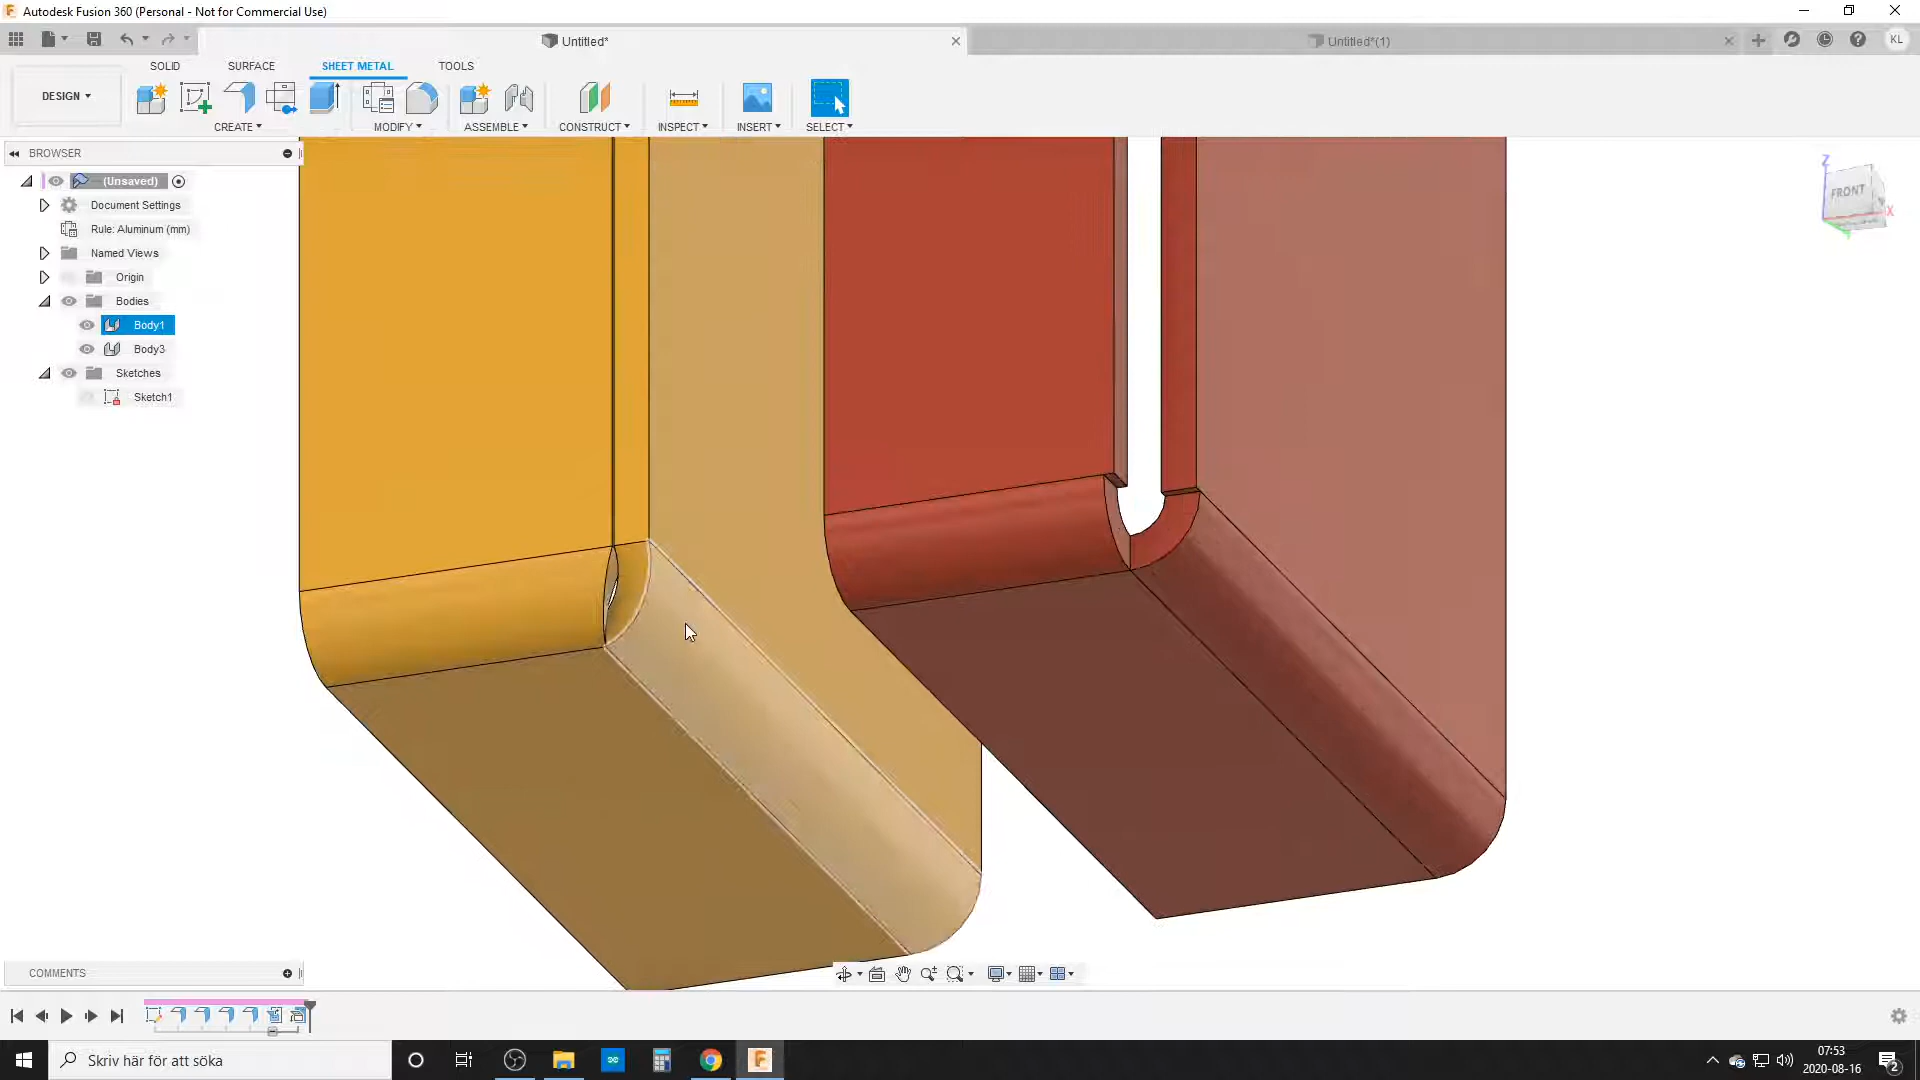 Autodesk Fusion 360 (Personal - Not for Commercial Use)
Untitled*
Untitled*(1)
KL
SOLID
SURFACE
SHEET METAL
TOOLS
DESIGN
CREATE
MODIFY
ASSEMBLE
CONSTRUCT
INSPECT
INSERT
SELECT
BROWSER
(Unsaved)
Document Settings
Rule: Aluminum (mm)
Named Views
Origin
Bodies
Body1
Body3
Sketches
Sketch1
Z
FRONT
X
COMMENTS
Skriv här för att söka
07:53
2020-08-16
2